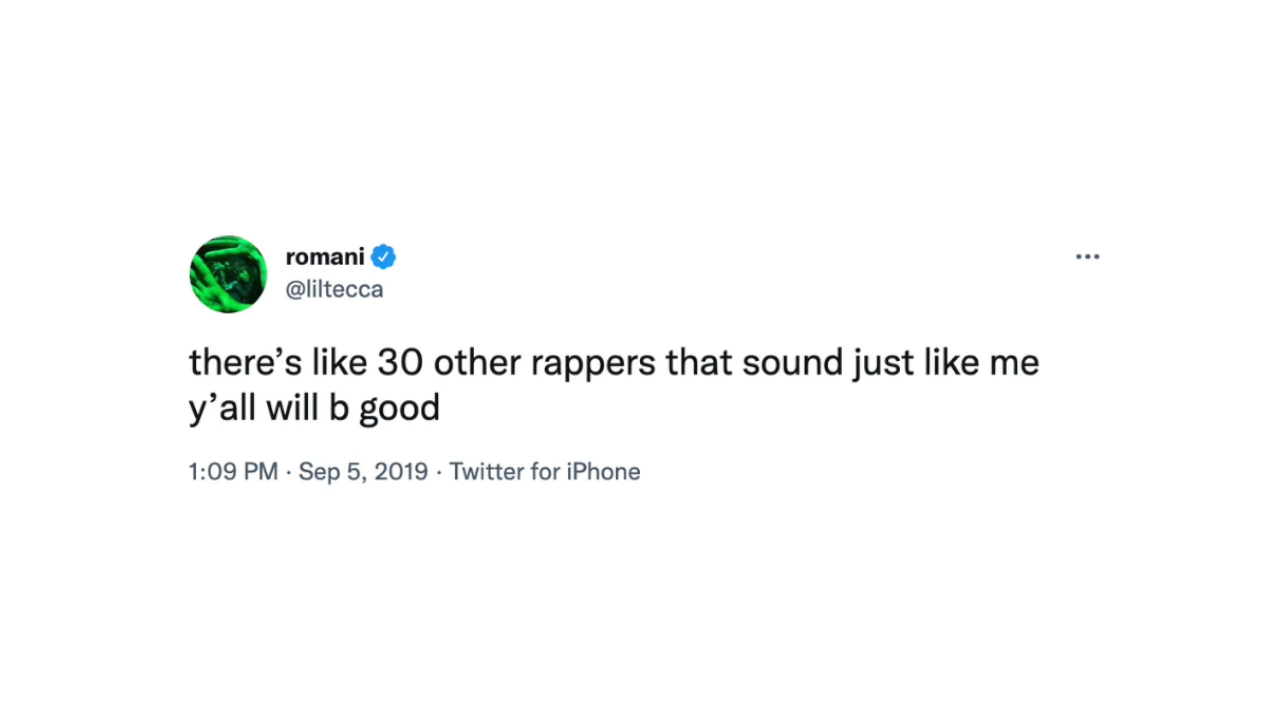 romani
@liltecca
there’s like 30 other rappers that sound just like me
y’all will b good
1:09 PM · Sep 5, 2019 · Twitter for iPhone